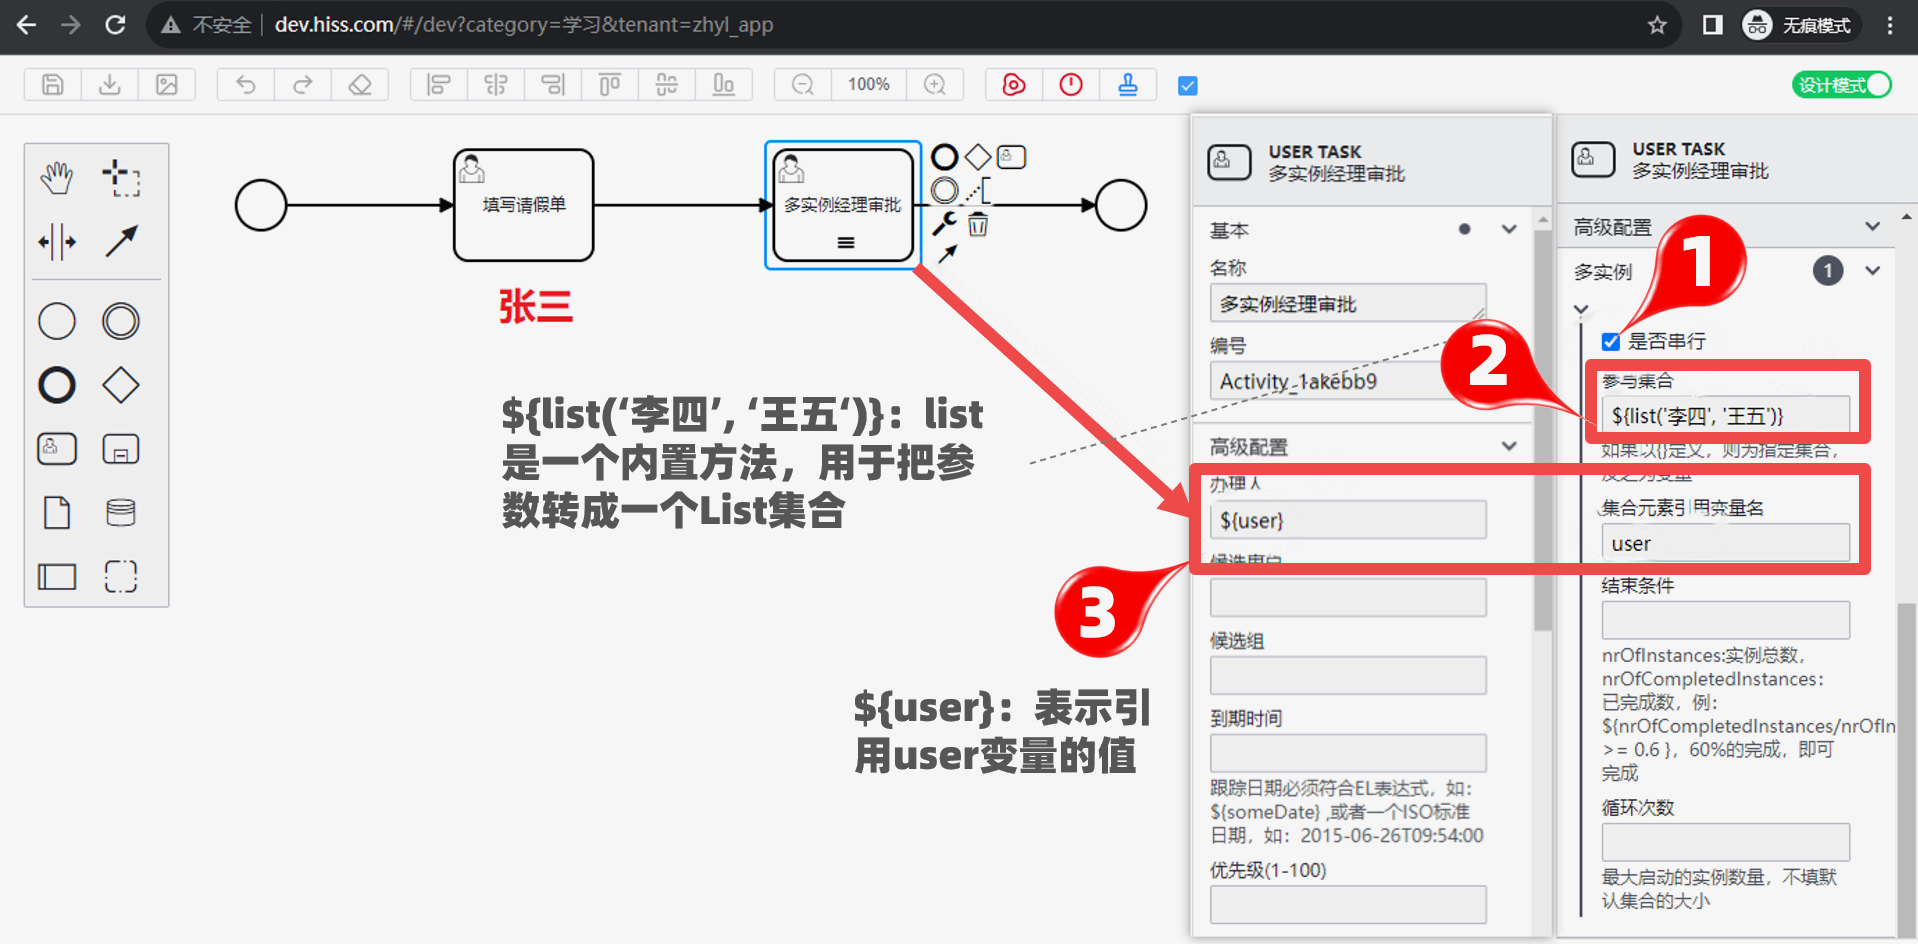 不安全
dev.hiss.com/#/dev?category=学习&tenant=zhyl_app
无痕模式
100%
设计模式
填写请假单
多实例经理审批
张三
${list(‘李四’, ‘王五‘)}：list
是一个内置方法，用于把参
数转成一个List集合
${user}：表示引
用user变量的值
3
USER TASK
多实例经理审批
基本
名称
多实例经理审批
编号
Activity_1akebb9
高级配置
办理人
${user}
候选用户
候选组
到期时间
跟踪日期必须符合EL表达式，如：
${someDate} ,或者一个ISO标准
日期，如：2015-06-26T09:54:00
优先级(1-100)
USER TASK
多实例经理审批
高级配置
1
多实例
1
是否串行
2
参与集合
${list('李四', '王五')}
如果以{}定义，则为指定集合，
反之为变量
集合元素引用变量名
user
结束条件
nrOfInstances:实例总数，
nrOfCompletedInstances：
已完成数，例：
${nrOfCompletedInstances/nrOfIn
>= 0.6 }，60%的完成，即可
完成
循环次数
最大启动的实例数量，不填默
认集合的大小